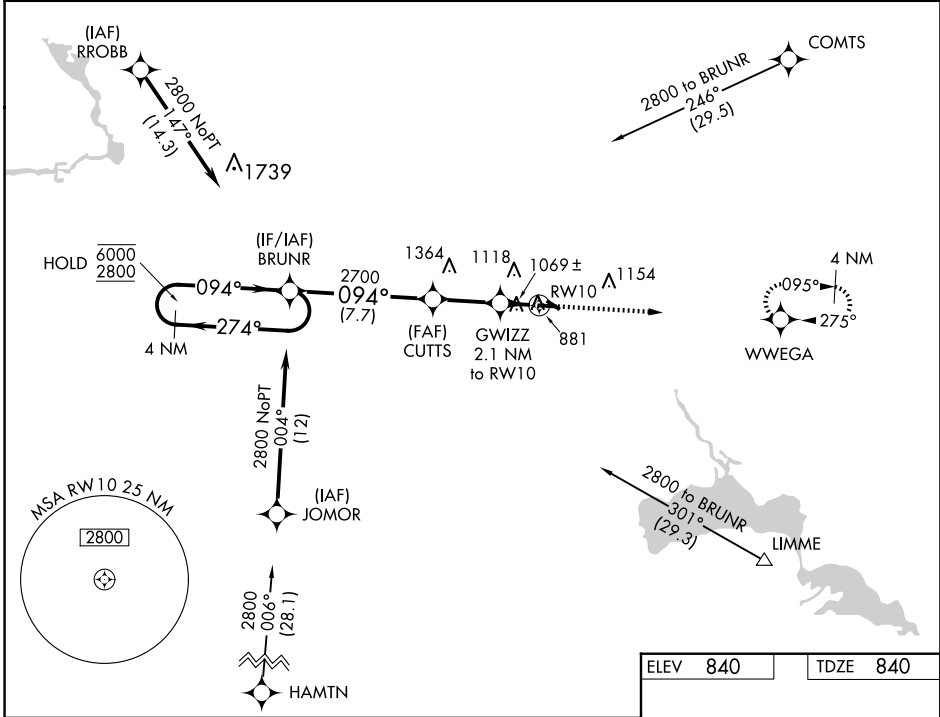 (IAF)
RROBB
2800 NoPT
147°
(14.3)
1739
COMTS
2800 to BRUNR
246°
(29.5)
HOLD
6000
2800
094°
274°
4 NM
(IF/IAF)
BRUNR
2700
094°
(7.7)
1364
(FAF)
CUTTS
1118
GWIZZ
2.1 NM
to RW10
1069 ±
RW10
881
1154
4 NM
095°
275°
WWEGA
2800 NoPT
004°
(12)
(IAF)
JOMOR
MSA RW10 25 NM
2800
2800
006°
(28.1)
HAMTN
2800 to BRUNR
301°
(29.3)
LIMME
ELEV 840
TDZE 840